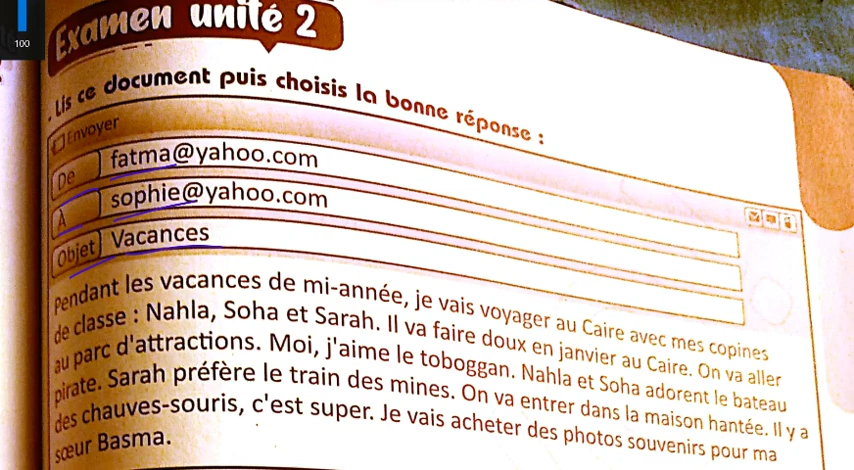 100
Examen unité 2
. Lis ce document puis choisis la bonne réponse :
Envoyer
De fatma@yahoo.com
À sophie@yahoo.com
Objet Vacances
Pendant les vacances de mi-année, je vais voyager au Caire avec mes copines
de classe : Nahla, Soha et Sarah. Il va faire doux en janvier au Caire. On va aller
au parc d'attractions. Moi, j'aime le toboggan. Nahla et Soha adorent le bateau
pirate. Sarah préfère le train des mines. On va entrer dans la maison hantée. Il y a
des chauves-souris, c'est super. Je vais acheter des photos souvenirs pour ma
sœur Basma.